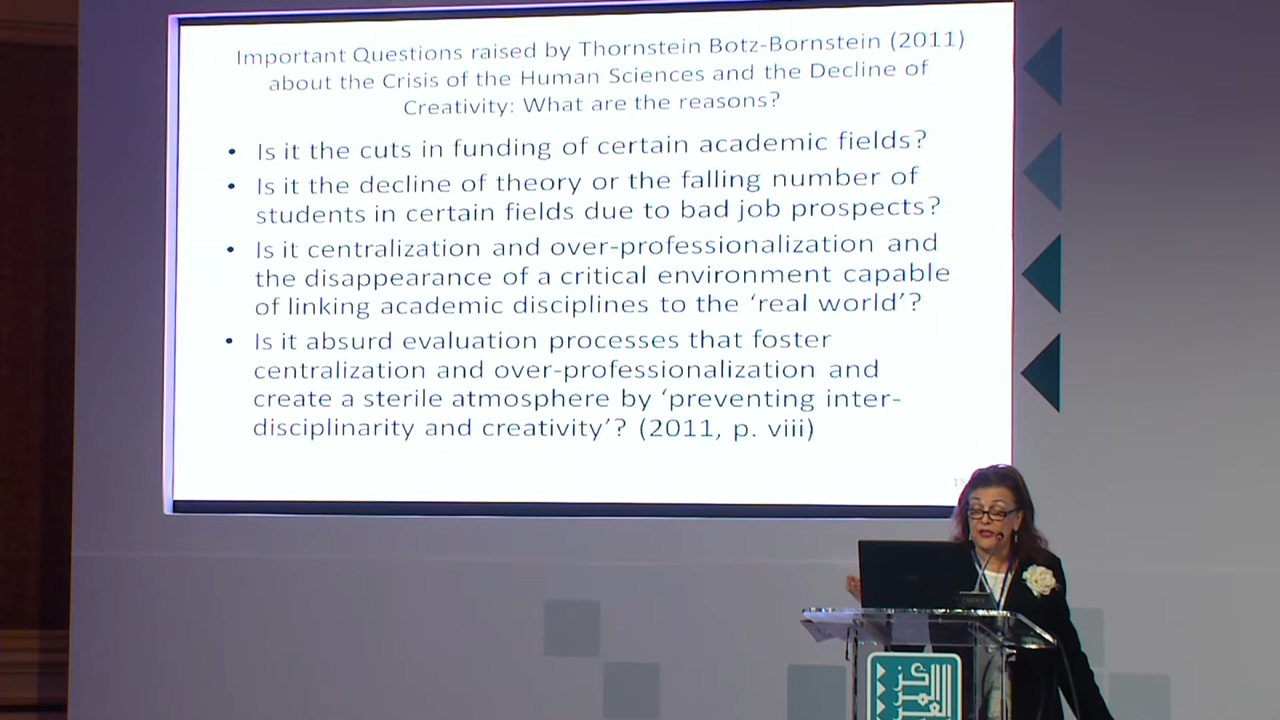 Important Questions raised by Thornstein Botz-Bornstein (2011)
about the Crisis of the Human Sciences and the Decline of
Creativity: What are the reasons?
• Is it the cuts in funding of certain academic fields?
• Is it the decline of theory or the falling number of
students in certain fields due to bad job prospects?
• Is it centralization and over-professionalization and
the disappearance of a critical environment capable
of linking academic disciplines to the ‘real world’?
• Is it absurd evaluation processes that foster
centralization and over-professionalization and
create a sterile atmosphere by ‘preventing inter-
disciplinarity and creativity’? (2011, p. viii)